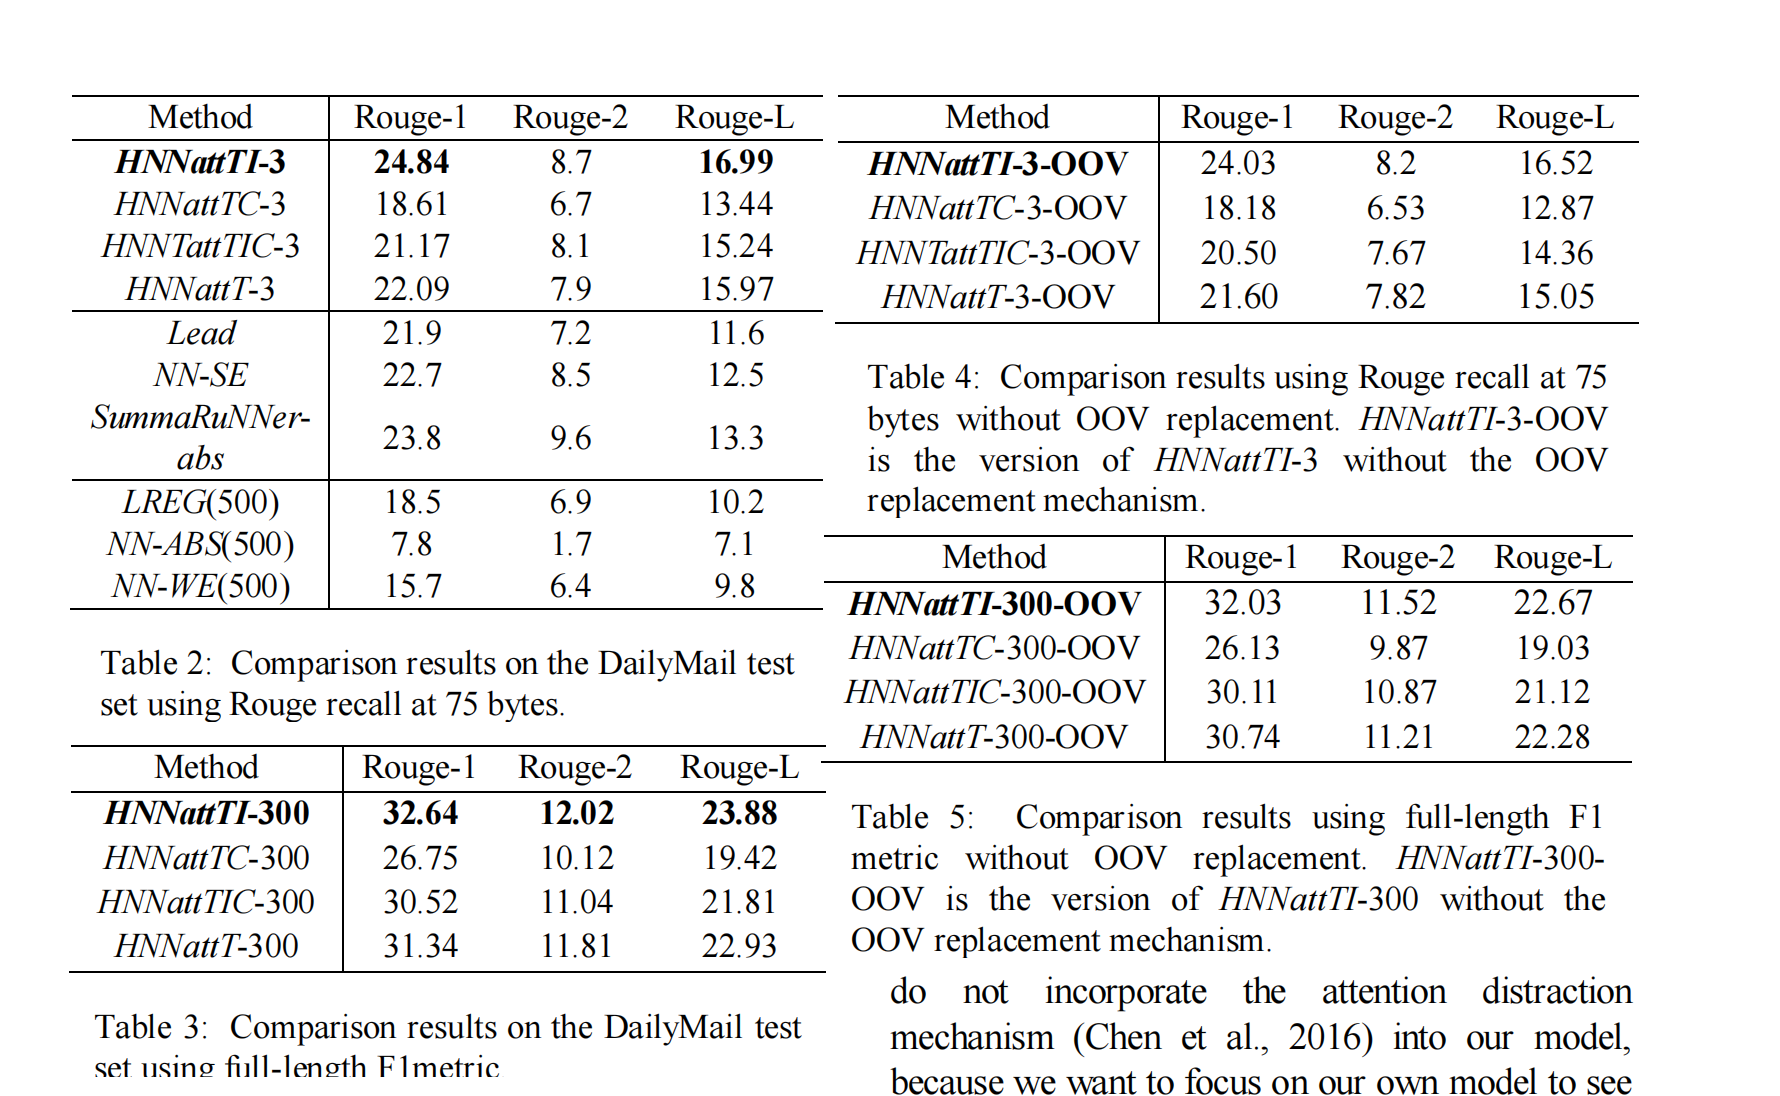 Method Rouge-1 Rouge-2 Rouge-L
HNNattTI-3 24.84 8.7 16.99
HNNattTC-3 18.61 6.7 13.44
HNNTattTIC-3 21.17 8.1 15.24
HNNattT-3 22.09 7.9 15.97
Lead 21.9 7.2 11.6
NN-SE 22.7 8.5 12.5
SummaRuNNer-
abs 23.8 9.6 13.3
LREG(500) 18.5 6.9 10.2
NN-ABS(500) 7.8 1.7 7.1
NN-WE(500) 15.7 6.4 9.8
Table 2: Comparison results on the DailyMail test
set using Rouge recall at 75 bytes.
Method Rouge-1 Rouge-2 Rouge-L
HNNattTI-300 32.64 12.02 23.88
HNNattTC-300 26.75 10.12 19.42
HNNattTIC-300 30.52 11.04 21.81
HNNattT-300 31.34 11.81 22.93
Table 3: Comparison results on the DailyMail test
set using full-length F1metric
Method Rouge-1 Rouge-2 Rouge-L
HNNattTI-3-OOV 24.03 8.2 16.52
HNNattTC-3-OOV 18.18 6.53 12.87
HNNTattTIC-3-OOV 20.50 7.67 14.36
HNNattT-3-OOV 21.60 7.82 15.05
Table 4: Comparison results using Rouge recall at 75
bytes without OOV replacement. HNNattTI-3-OOV
is the version of HNNattTI-3 without the OOV
replacement mechanism.
Method Rouge-1 Rouge-2 Rouge-L
HNNattTI-300-OOV 32.03 11.52 22.67
HNNattTC-300-OOV 26.13 9.87 19.03
HNNattTIC-300-OOV 30.11 10.87 21.12
HNNattT-300-OOV 30.74 11.21 22.28
Table 5: Comparison results using full-length F1
metric without OOV replacement. HNNattTI-300-
OOV is the version of HNNattTI-300 without the
OOV replacement mechanism.
do not incorporate the attention distraction
mechanism (Chen et al., 2016) into our model,
because we want to focus on our own model to see